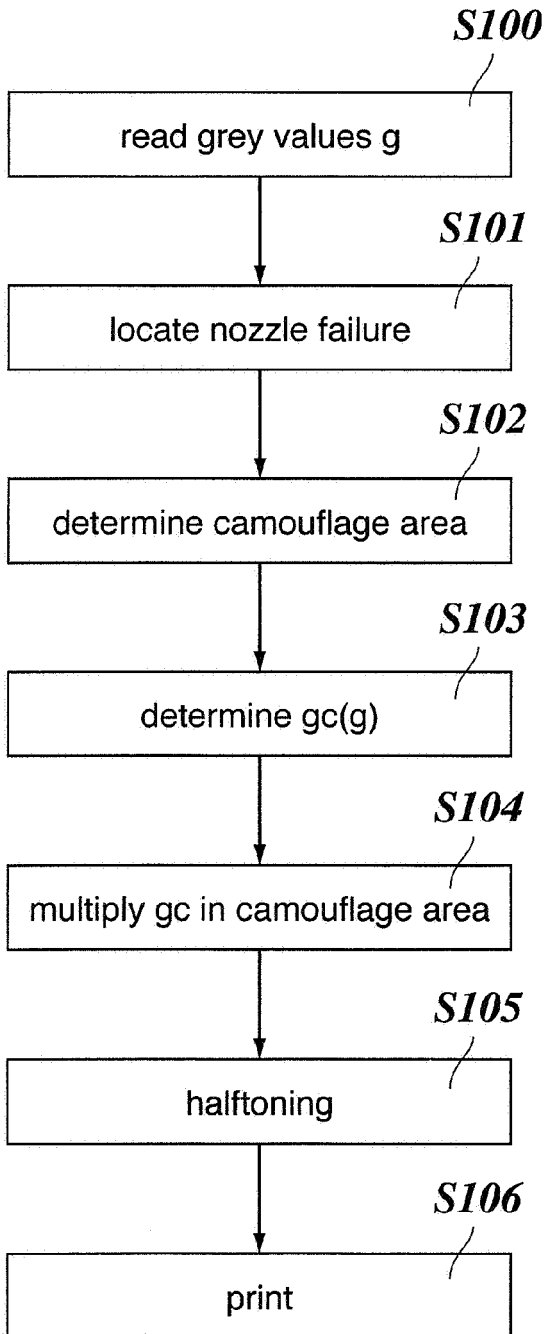 S100
read grey values g
S101
locate nozzle failure
S102
determine camouflage area
S103
determine gc(g)
S104
multiply gc in camouflage area
S105
halftoning
S106
print